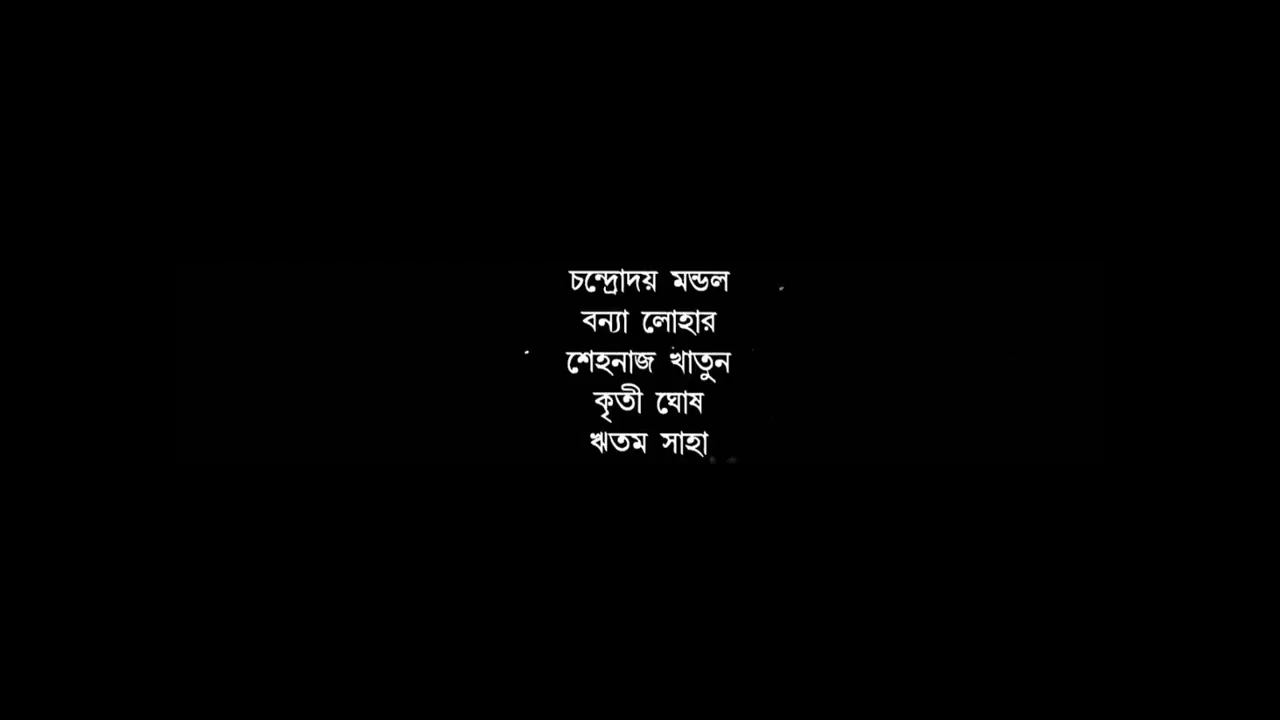 চন্দ্রোদয় মন্ডল
বন্যা লোহার
শেহনাজ খাতুন
কৃতী ঘোষ
ঋতম সাহা